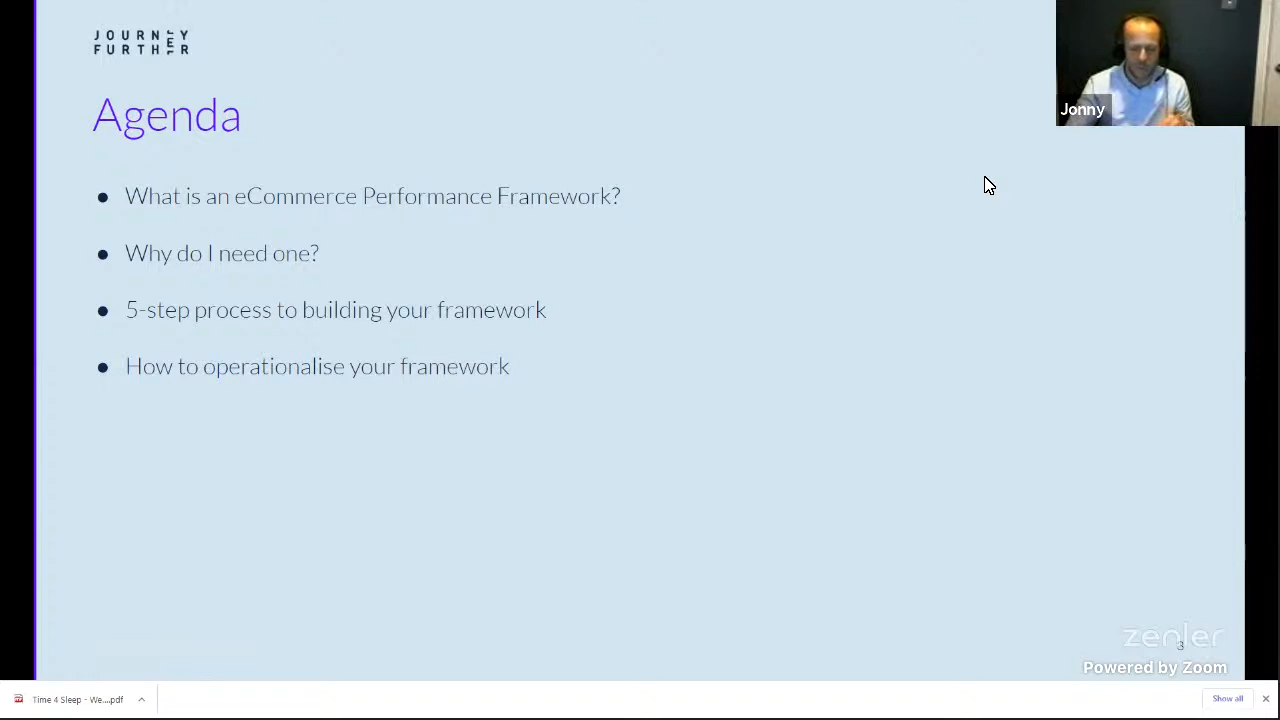 JOURNEY
FURTHER
Jonny
Agenda
• What is an eCommerce Performance Framework?
• Why do I need one?
• 5-step process to building your framework
• How to operationalise your framework
zenler
3
Powered by Zoom
Time 4 Sleep - We....pdf
Show all